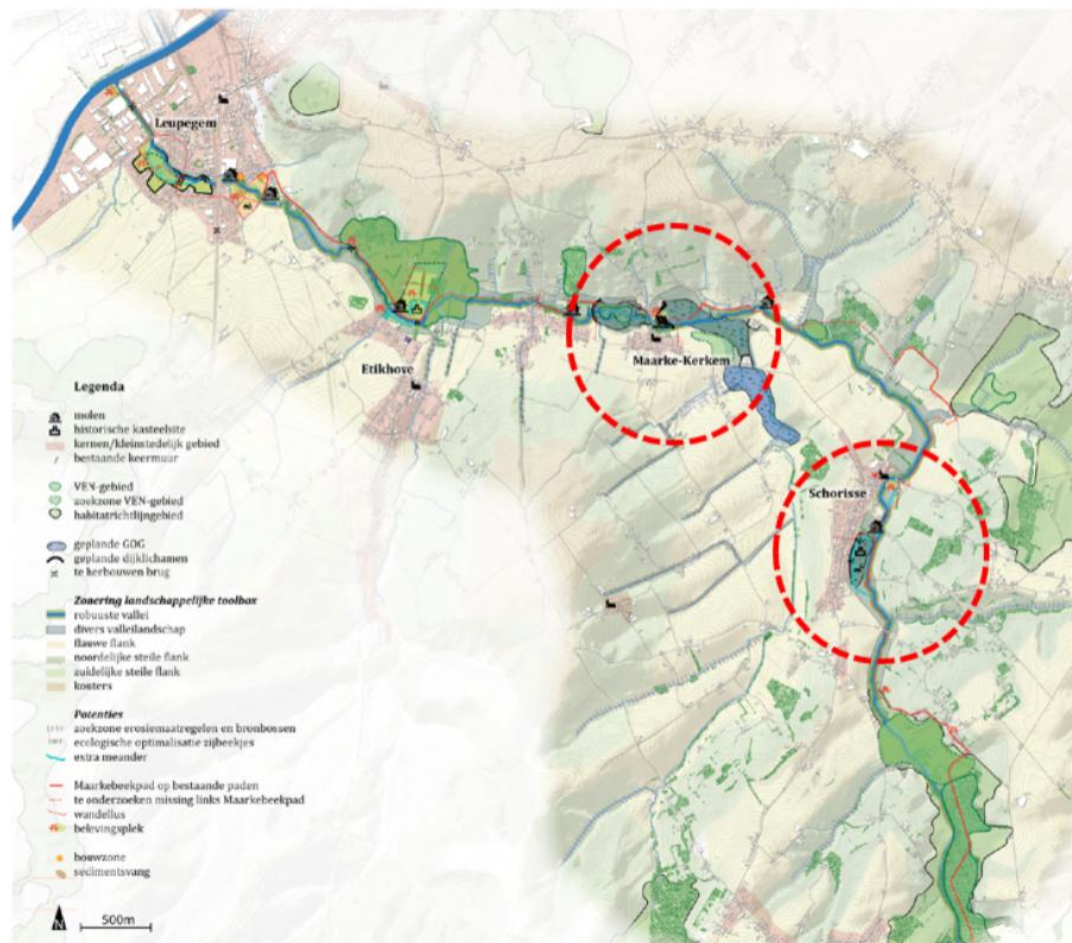 Leupegem
Etikhove
Maarke-Kerkem
Schorisse
Legenda
molen
historische kasteelsite
kernen/kleinstedelijk gebied
bestaande keermuur
VEN-gebied
zoekzone VEN-gebied
habitatrichtlijngebied
geplande GOG
geplande dijklichamen
te herbouwen brug
Zonering landschappelijke toolbox
robuuste vallei
divers valleilandschap
flauwe flank
noordelijke steile flank
zuidelijke steile flank
kouters
Potenties
zoekzone erosiemaatregelen en bronbossen
ecologische optimalisatie zijbeekjes
extra meander
Maarkebeekpad op bestaande paden
te onderzoeken missing links Maarkebeekpad
wandellus
belevingsplek
bouwzone
sedimentsvang
N
500m